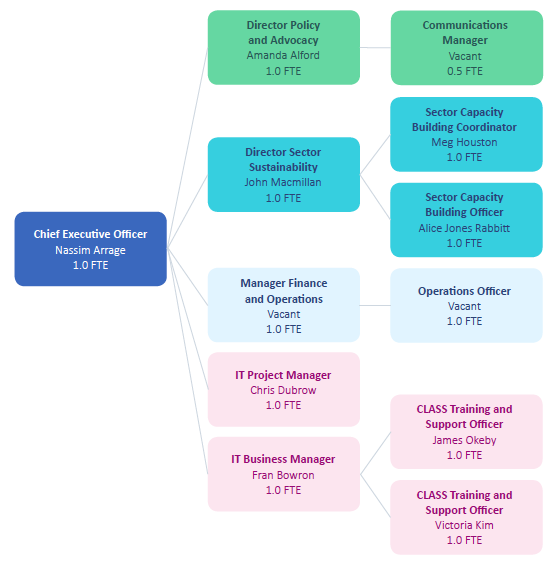 Chief Executive Officer
Nassim Arrage
1.0 FTE
Director Policy
and Advocacy
Amanda Alford
1.0 FTE
Communications
Manager
Vacant
0.5 FTE
Director Sector
Sustainability
John Macmillan
1.0 FTE
Sector Capacity
Building Coordinator
Meg Houston
1.0 FTE
Sector Capacity
Building Officer
Alice Jones Rabbitt
1.0 FTE
Manager Finance
and Operations
Vacant
1.0 FTE
Operations Officer
Vacant
1.0 FTE
IT Project Manager
Chris Dubrow
1.0 FTE
IT Business Manager
Fran Bowron
1.0 FTE
CLASS Training and
Support Officer
James Okeby
1.0 FTE
CLASS Training and
Support Officer
Victoria Kim
1.0 FTE